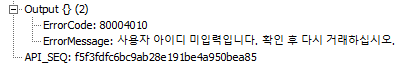 Output {} (2)
ErrorCode: 80004010
ErrorMessage: 사용자 아이디 미입력입니다. 확인 후 다시 거래하십시오.
API_SEQ: f5f3fdfc6bc9ab28e191be4a950bea85